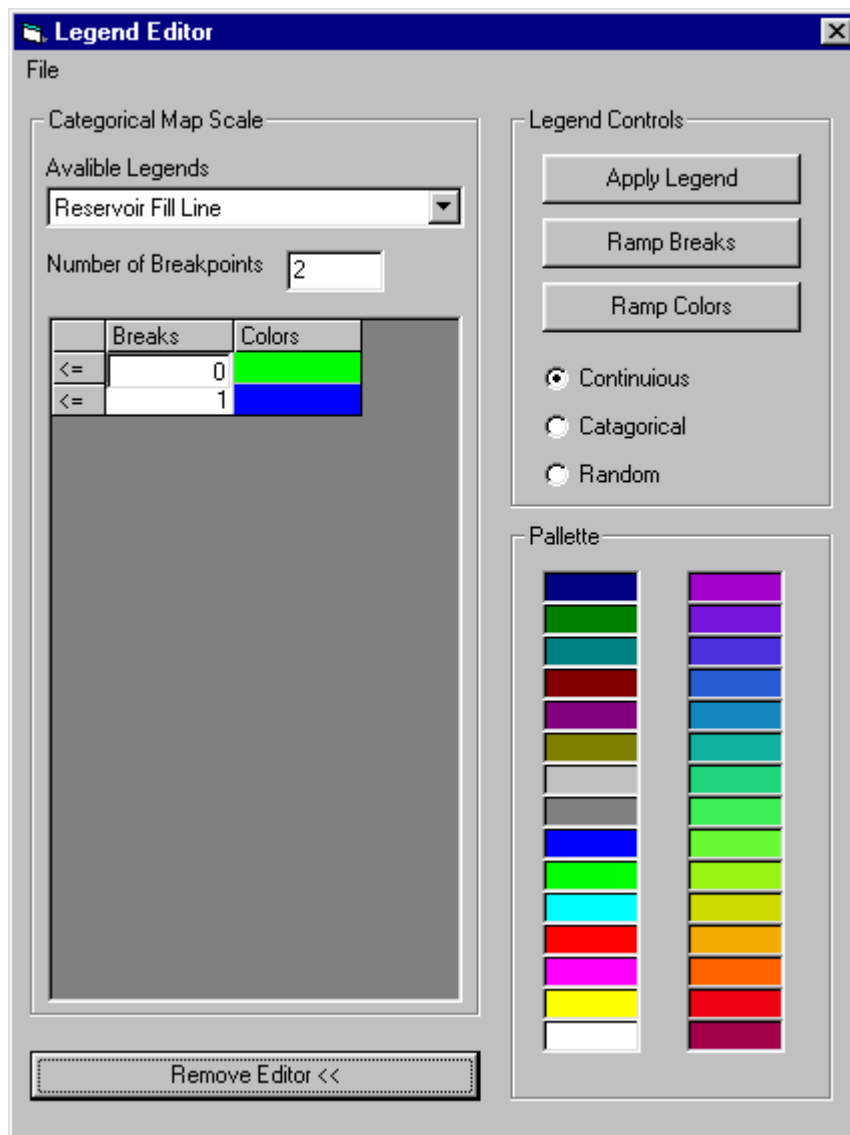 Legend Editor
File
Categorical Map Scale
Avalible Legends
Reservoir Fill Line
Number of Breakpoints 2
Breaks Colors
<= 0
<= 1
Remove Editor <<
Legend Controls
Apply Legend
Ramp Breaks
Ramp Colors
Continuious
Catagorical
Random
Pallette